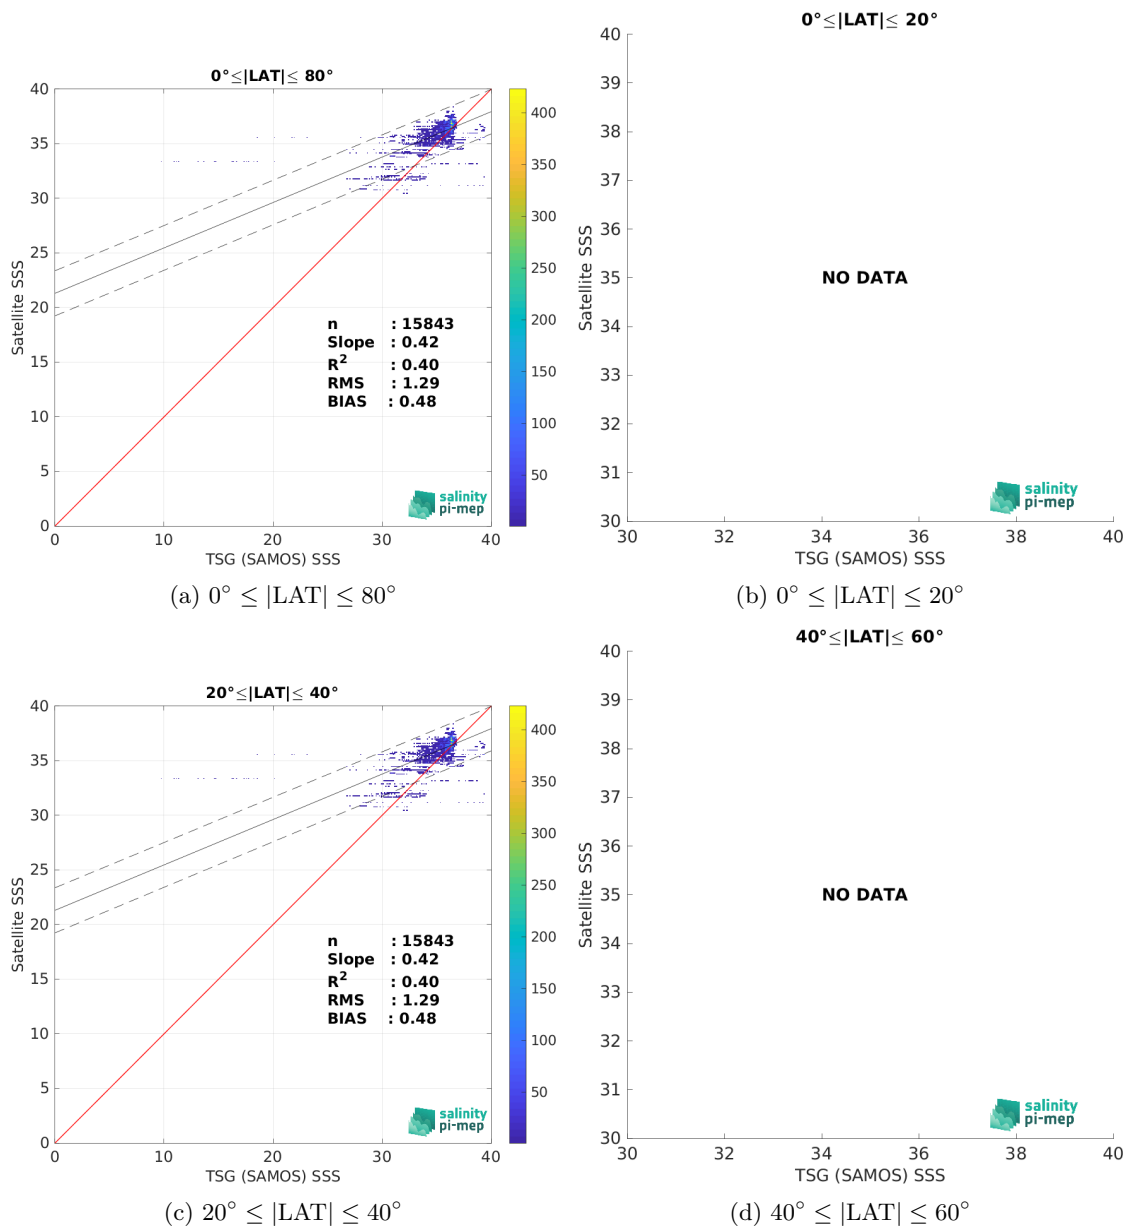 0°≤|LAT|≤ 80°
40
35
30
25
20
15
10
5
0
Satellite SSS
0
10
20
30
40
TSG (SAMOS) SSS
n : 15843
Slope : 0.42
R² : 0.40
RMS : 1.29
BIAS : 0.48
salinity
pi-mep
400
350
300
250
200
150
100
50
(a) 0° ≤ |LAT| ≤ 80°
0°≤|LAT|≤ 20°
40
39
38
37
36
35
34
33
32
31
30
Satellite SSS
NO DATA
salinity
pi-mep
30
32
34
36
38
40
TSG (SAMOS) SSS
(b) 0° ≤ |LAT| ≤ 20°
20°≤|LAT|≤ 40°
40
35
30
25
20
15
10
5
0
Satellite SSS
0
10
20
30
40
TSG (SAMOS) SSS
n : 15843
Slope : 0.42
R² : 0.40
RMS : 1.29
BIAS : 0.48
salinity
pi-mep
400
350
300
250
200
150
100
50
(c) 20° ≤ |LAT| ≤ 40°
40°≤|LAT|≤ 60°
40
39
38
37
36
35
34
33
32
31
30
Satellite SSS
NO DATA
salinity
pi-mep
30
32
34
36
38
40
TSG (SAMOS) SSS
(d) 40° ≤ |LAT| ≤ 60°